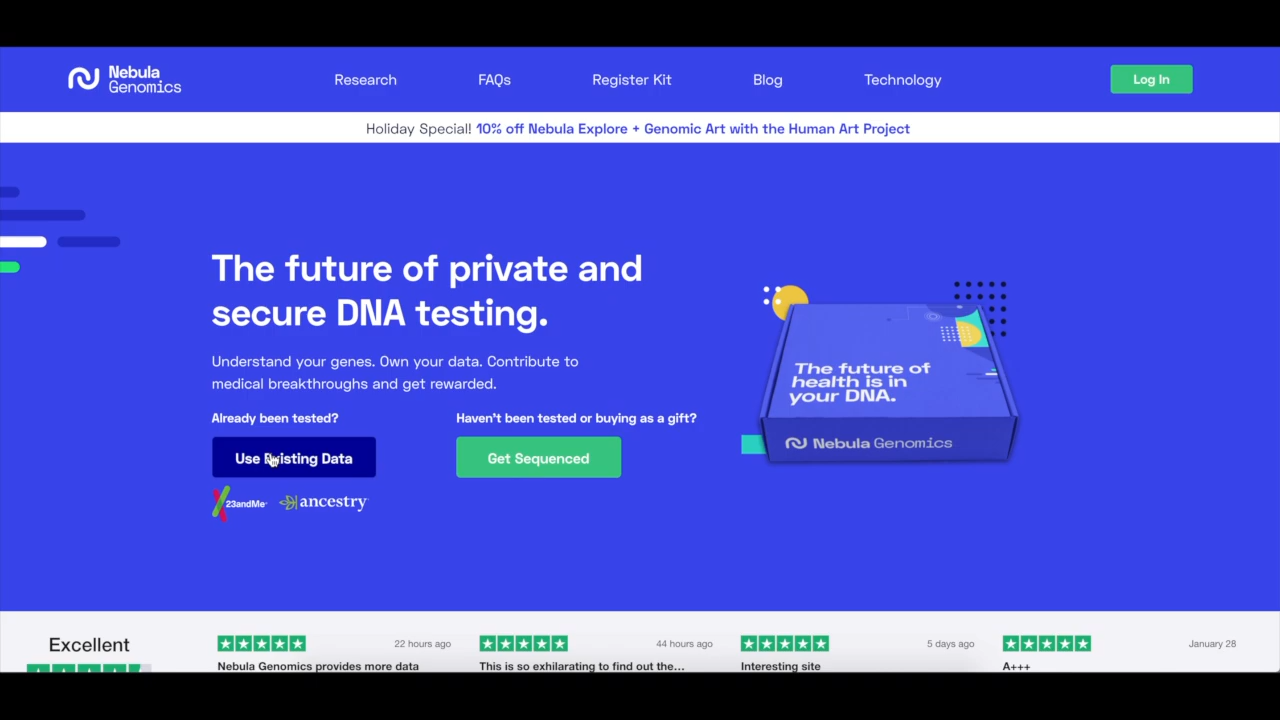 Nebula
Genomics
Research
FAQs
Register Kit
Blog
Technology
Log In
Holiday Special! 10% off Nebula Explore + Genomic Art with the Human Art Project
The future of private and
secure DNA testing.
Understand your genes. Own your data. Contribute to
medical breakthroughs and get rewarded.
Already been tested?
Haven't been tested or buying as a gift?
Use Existing Data
Get Sequenced
23andMe
ancestry
The future of
health is in
your DNA.
Nebula Genomics
Excellent
22 hours ago
44 hours ago
5 days ago
January 28
Nebula Genomics provides more data
This is so exhilarating to find out the...
Interesting site
A+++